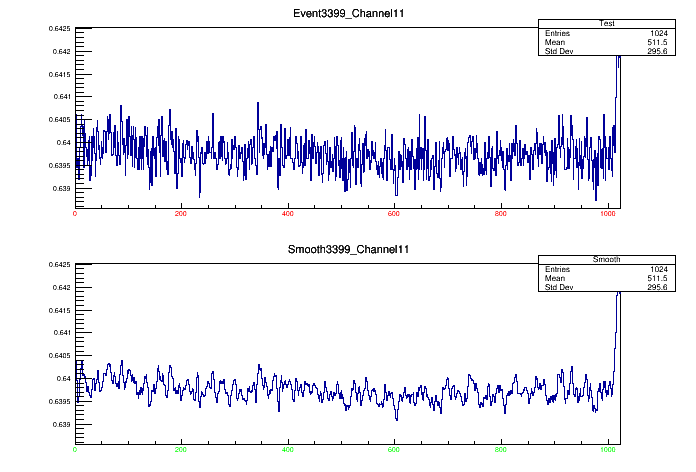 Event3399_Channel11
Test
Entries 1024
Mean 511.5
Std Dev 295.6
0.6425
0.642
0.6415
0.641
0.6405
0.64
0.6395
0.639
0 200 400 600 800 1000
Smooth3399_Channel11
Smooth
Entries 1024
Mean 511.5
Std Dev 295.6
0.6425
0.642
0.6415
0.641
0.6405
0.64
0.6395
0.639
0 200 400 600 800 1000